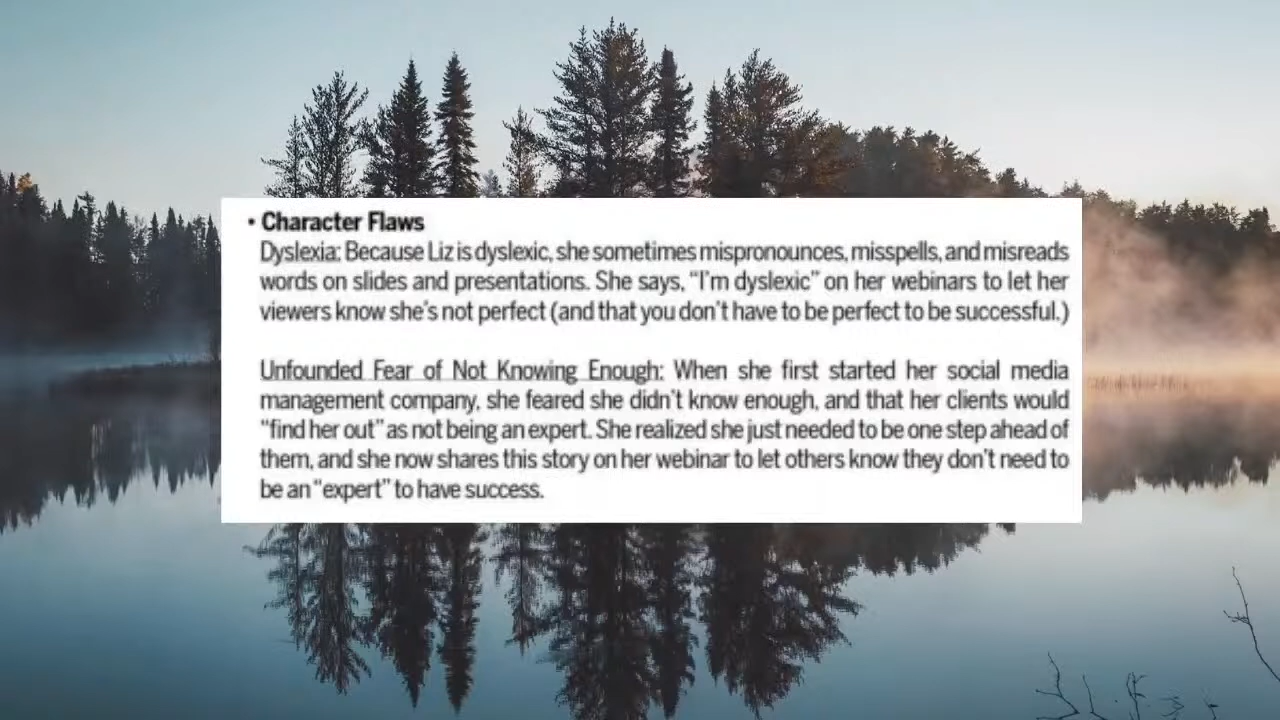 • Character Flaws
Dyslexia: Because Liz is dyslexic, she sometimes mispronounces, misspells, and misreads
words on slides and presentations. She says, “I’m dyslexic” on her webinars to let her
viewers know she’s not perfect (and that you don’t have to be perfect to be successful.)
Unfounded Fear of Not Knowing Enough: When she first started her social media
management company, she feared she didn’t know enough, and that her clients would
“find her out” as not being an expert. She realized she just needed to be one step ahead of
them, and she now shares this story on her webinar to let others know they don’t need to
be an “expert” to have success.